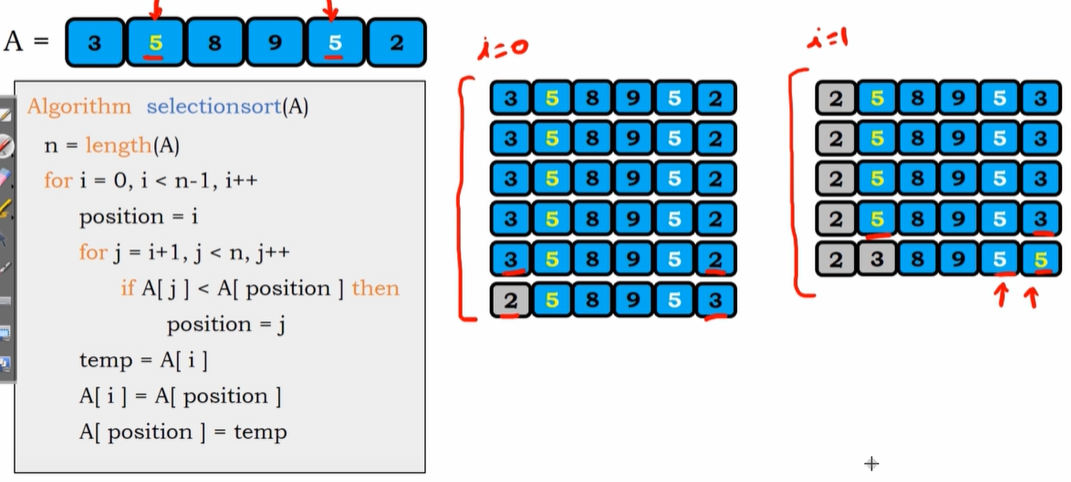 A = 3 5 8 9 5 2
Algorithm selectionsort(A)
n = length(A)
for i = 0, i < n-1, i++
position = i
for j = i+1, j < n, j++
if A[ j ] < A[ position ] then
position = j
temp = A[ i ]
A[ i ] = A[ position ]
A[ position ] = temp
i=0
3 5 8 9 5 2
3 5 8 9 5 2
3 5 8 9 5 2
3 5 8 9 5 2
3 5 8 9 5 2
2 5 8 9 5 3
i=1
2 5 8 9 5 3
2 5 8 9 5 3
2 5 8 9 5 3
2 5 8 9 5 3
2 3 8 9 5 5